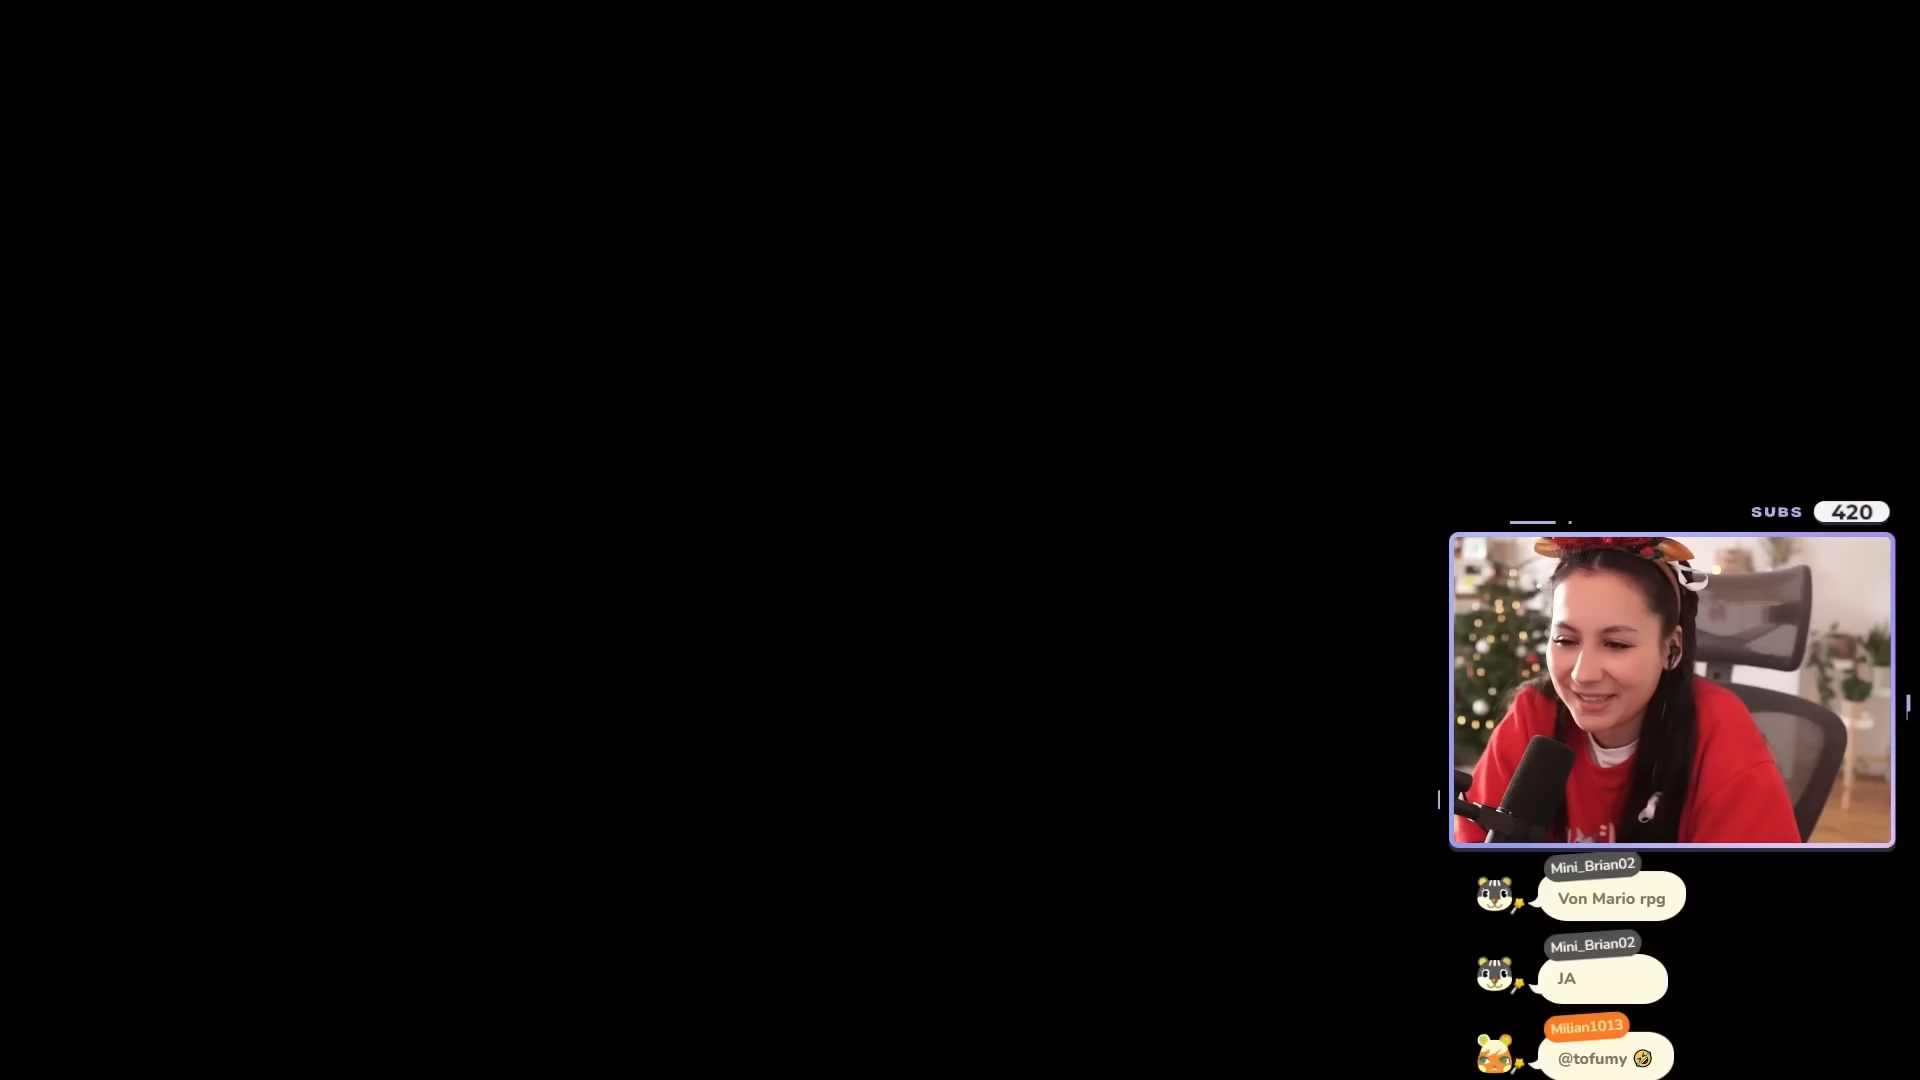 SUBS 420
Mini_Brian02
Von Mario rpg
Mini_Brian02
JA
Milian1013
@tofumy 🤣